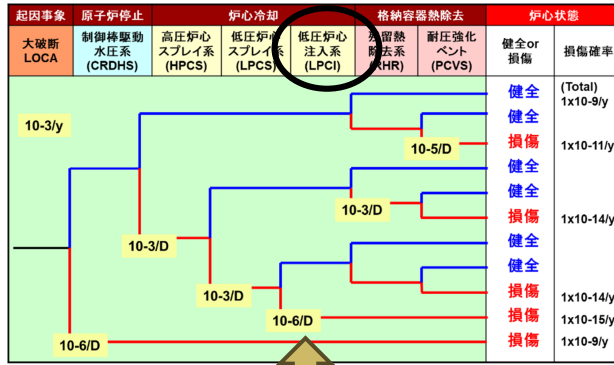 起因事象 原子炉停止 炉心冷却 格納容器熱除去 炉心状態
大破断 制御棒駆動 高圧炉心 低圧炉心 低圧炉心 残留熱 耐圧強化 健全or 損傷確率
LOCA 水圧系 スプレイ系 スプレイ系 注入系 除去系 ベント 損傷
(CRDHS) (HPCS) (LPCS) (LPCI) (RHR) (PCVS)
健全 (Total)
1x10-9/y
10-3/y 健全
10-5/D 損傷 1x10-11/y
健全
健全
10-3/D 損傷 1x10-14/y
10-3/D 健全
健全
10-3/D 損傷 1x10-14/y
10-6/D 損傷 1x10-15/y
10-6/D 損傷 1x10-9/y